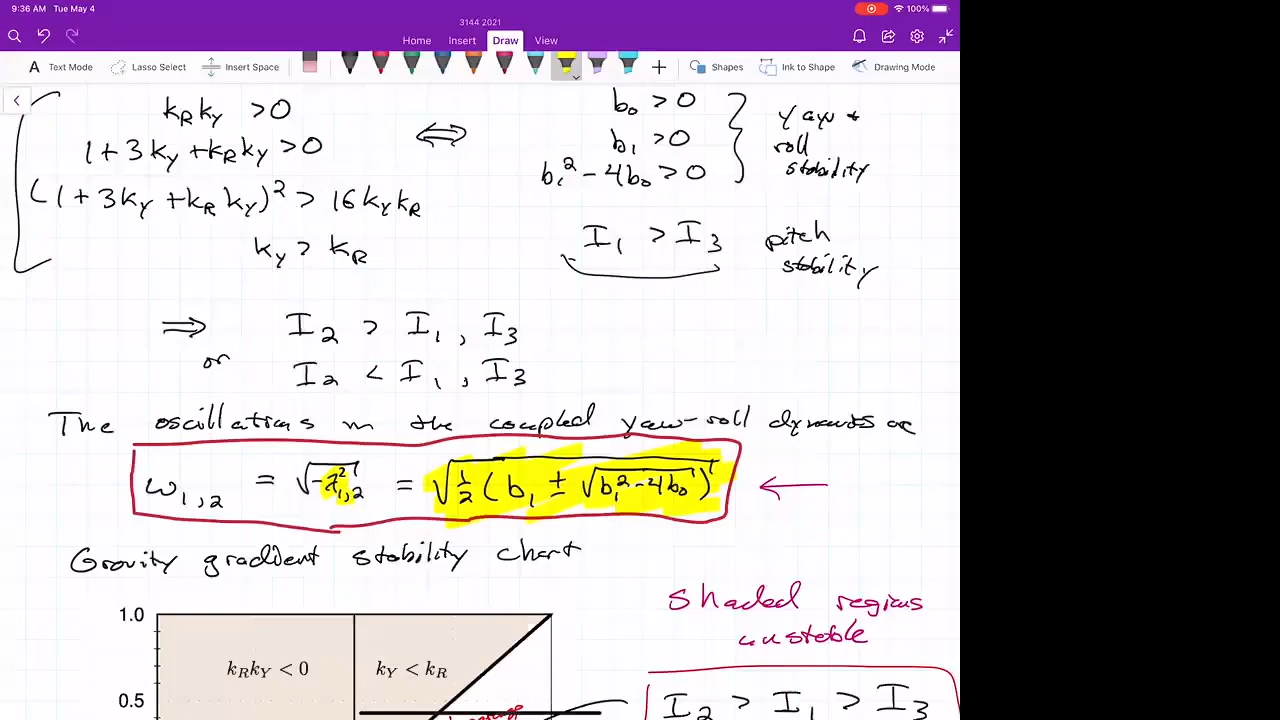 9:36 AM Tue May 4
100%
3144 2021
Home Insert Draw View
Text Mode Lasso Select Insert Space Shapes Ink to Shape Drawing Mode
k_R k_Y > 0
1 + 3k_Y + k_R k_Y > 0
(1 + 3k_Y + k_R k_Y)² > 16 k_Y k_R
k_Y > k_R
⇔
b₀ > 0
b₁ > 0
b₁² - 4b₀ > 0
yaw +
roll
stability
I₁ > I₃
pitch
stability
⇒ I₂ > I₁, I₃
or
I₂ < I₁, I₃
The oscillations in the coupled yaw-roll dynamics are
ω₁,₂ = √(-λ²₁,₂) = √(½(b₁ ± √(b₁² - 4b₀)))
Gravity gradient stability chart
Shaded regions
unstable
1.0
k_R k_Y < 0
k_Y < k_R
0.5
I₂ > I₁ > I₃